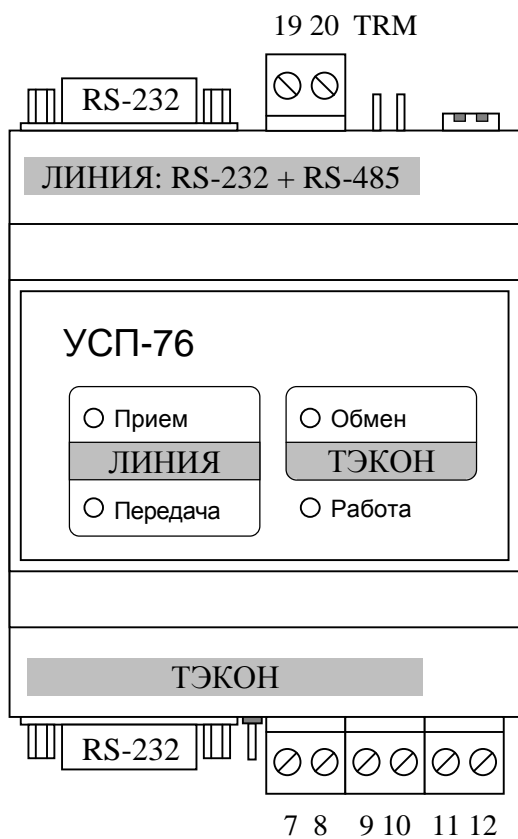 19 20 TRM
RS-232
ЛИНИЯ: RS-232 + RS-485
УСП-76
Прием
ЛИНИЯ
Передача
Обмен
ТЭКОН
Работа
ТЭКОН
RS-232
7 8 9 10 11 12